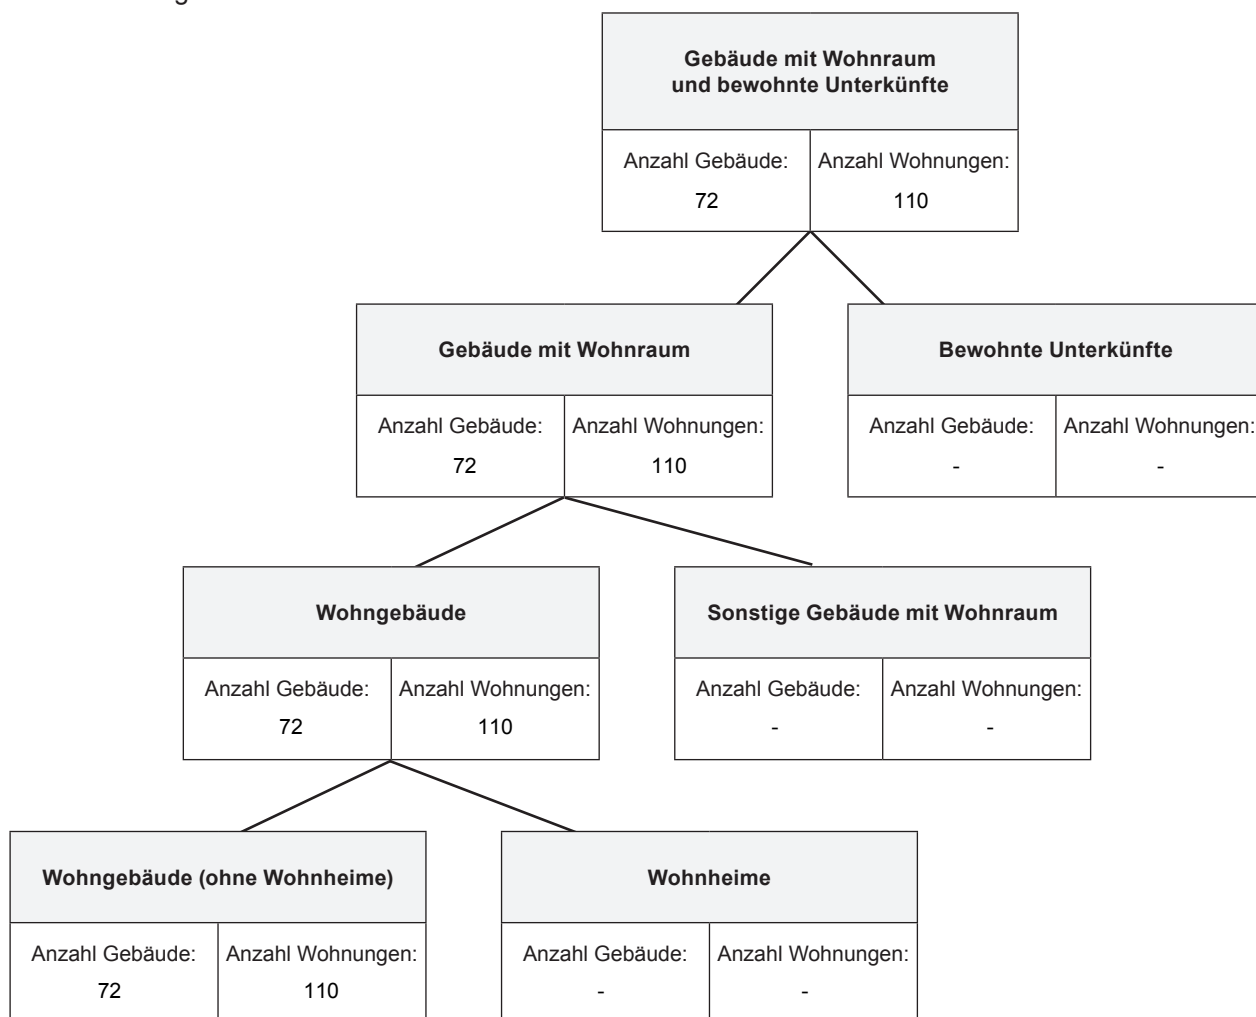 Gebäude mit Wohnraum
und bewohnte Unterkünfte
Anzahl Gebäude: Anzahl Wohnungen:
72 110
Gebäude mit Wohnraum
Bewohnte Unterkünfte
Anzahl Gebäude: Anzahl Wohnungen:
72 110
Anzahl Gebäude: Anzahl Wohnungen:
- -
Wohngebäude
Sonstige Gebäude mit Wohnraum
Anzahl Gebäude: Anzahl Wohnungen:
72 110
Anzahl Gebäude: Anzahl Wohnungen:
- -
Wohngebäude (ohne Wohnheime)
Wohnheime
Anzahl Gebäude: Anzahl Wohnungen:
72 110
Anzahl Gebäude: Anzahl Wohnungen:
- -